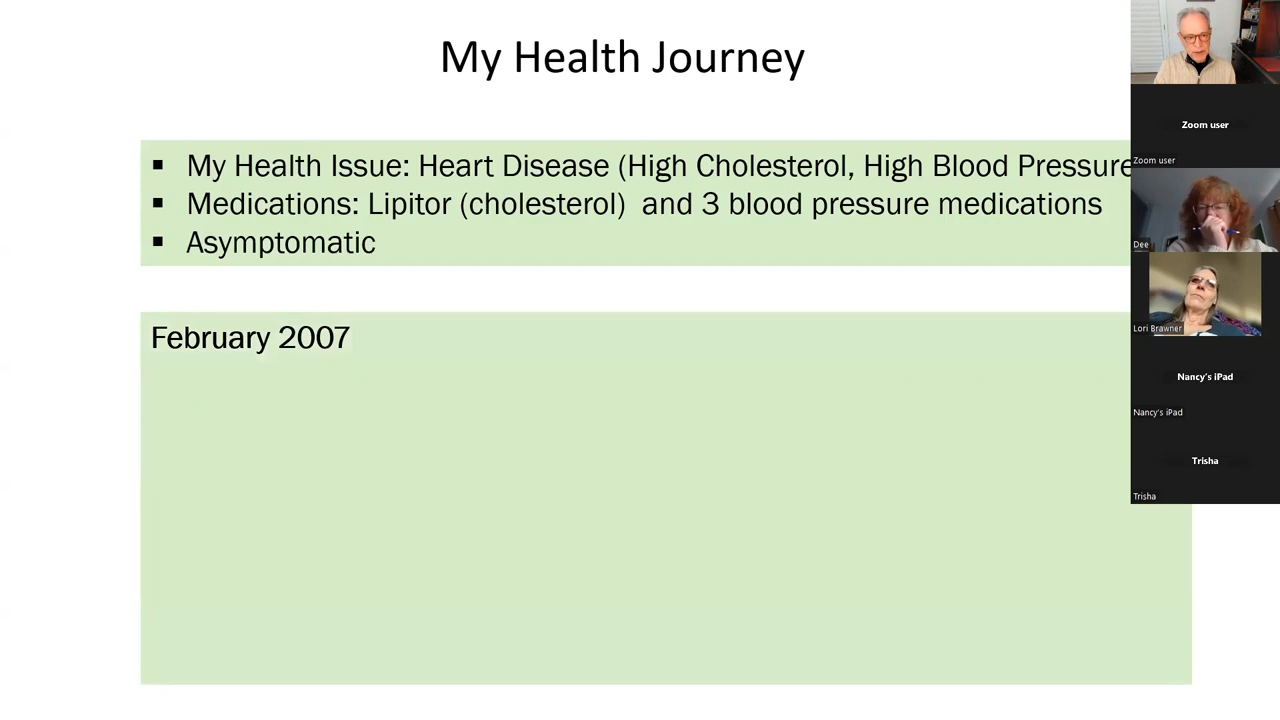 My Health Journey
▪ My Health Issue: Heart Disease (High Cholesterol, High Blood Pressure
▪ Medications: Lipitor (cholesterol)  and 3 blood pressure medications
▪ Asymptomatic
February 2007
Zoom user
Zoom user
Dee
Lori Brawner
Nancy's iPad
Nancy's iPad
Trisha
Trisha